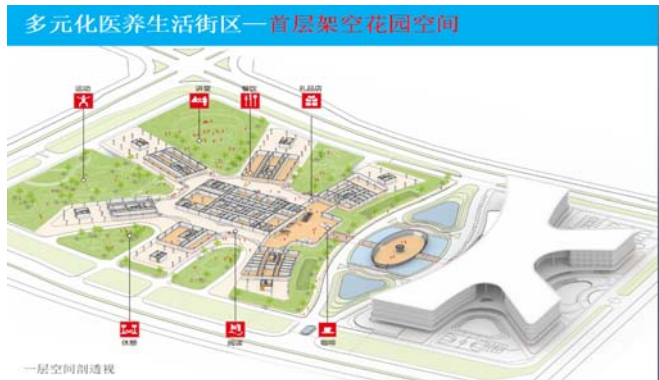 多元化医养生活街区—首层架空花园空间
运动
讲堂
餐饮
礼品店
休憩
阅读
咖啡
一层空间剖透视